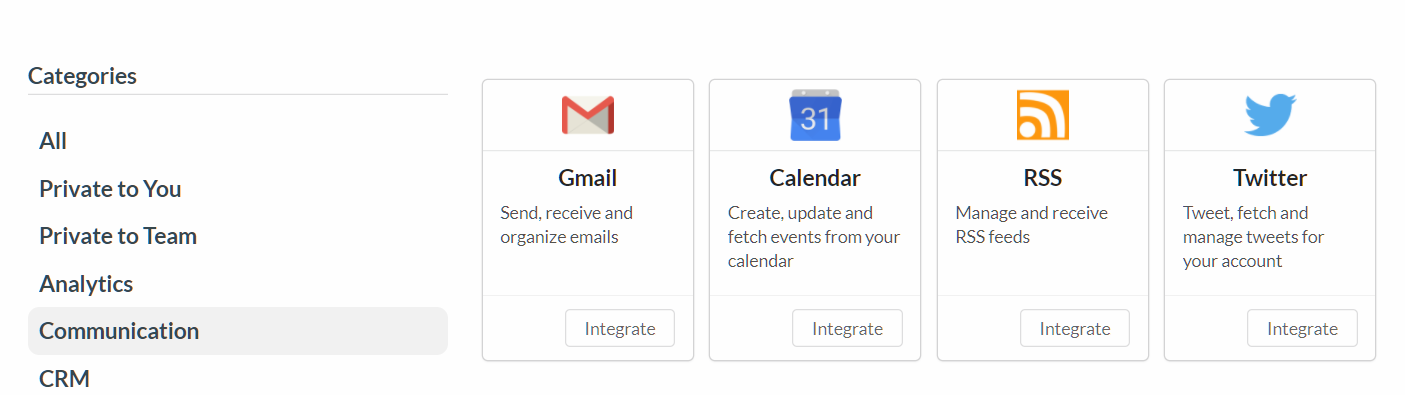 Categories
All
Private to You
Private to Team
Analytics
Communication
CRM
31
Gmail
Send, receive and
organize emails
Integrate
Calendar
Create, update and
fetch events from your
calendar
Integrate
RSS
Manage and receive
RSS feeds
Integrate
Twitter
Tweet, fetch and
manage tweets for
your account
Integrate